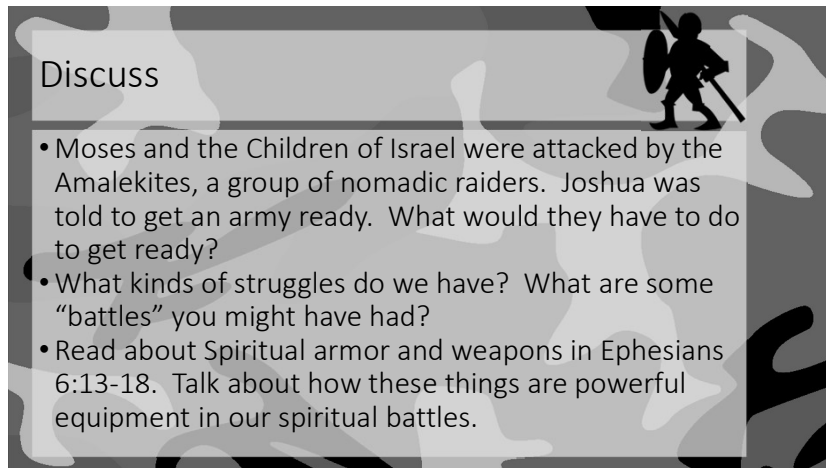 Discuss
• Moses and the Children of Israel were attacked by the
Amalekites, a group of nomadic raiders.  Joshua was
told to get an army ready.  What would they have to do
to get ready?
• What kinds of struggles do we have?  What are some
“battles” you might have had?
• Read about Spiritual armor and weapons in Ephesians
6:13-18.  Talk about how these things are powerful
equipment in our spiritual battles.